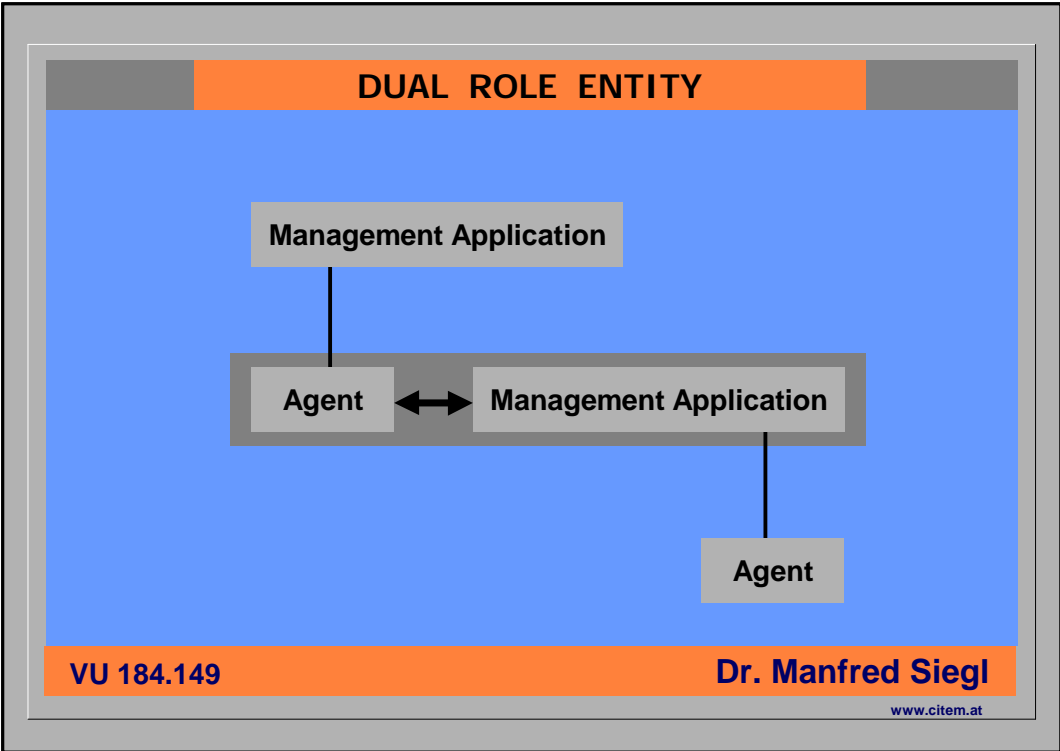 DUAL ROLE ENTITY
Management Application
Agent
Management Application
Agent
VU 184.149
Dr. Manfred Siegl
www.citem.at